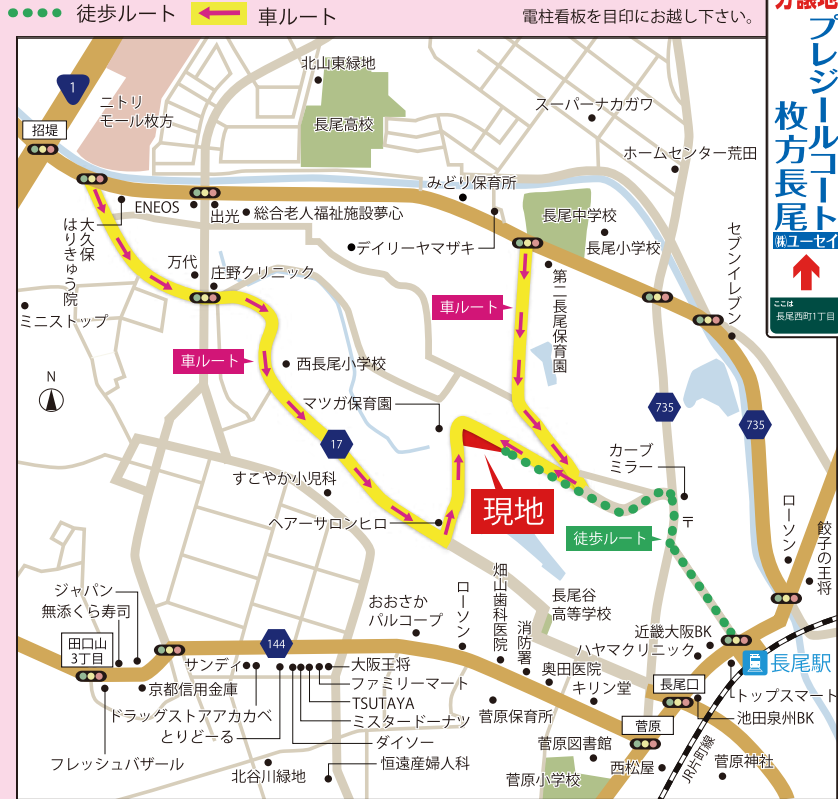 徒歩ルート
車ルート
電柱看板を目印にお越し下さい。
分譲地
プレジールコート
枚方長尾
㈱ユーセイ
ここは
長尾西町1丁目
1
ニトリ
モール枚方
招堤
北山東緑地
長尾高校
スーパーナカガワ
ホームセンター荒田
みどり保育所
ENEOS
出光
総合老人福祉施設夢心
大久保
はりきゅう院
デイリーヤマザキ
長尾中学校
長尾小学校
セブンイレブン
万代
庄野クリニック
第二長尾保育園
ミニストップ
車ルート
車ルート
西長尾小学校
N
マツガ保育園
735
735
17
カーブ
ミラー
すこやか小児科
ヘアーサロンヒロ
現地
〒
徒歩ルート
ローソン
餃子の王将
ジャパン
無添くら寿司
おおさか
パルコープ
ローソン
畑山歯科医院
消防署
長尾谷
高等学校
近畿大阪BK
ハヤマクリニック
田口山
3丁目
144
サンディ
大阪王将
ファミリーマート
TSUTAYA
ミスタードーナツ
ダイソー
恒遠産婦人科
京都信用金庫
ドラッグストアアカカベ
とりどーる
フレッシュバザール
北谷川緑地
奥田医院
キリン堂
長尾口
長尾駅
トップスマート
池田泉州BK
菅原保育所
菅原
菅原図書館
西松屋
菅原小学校
JR片町線
菅原神社